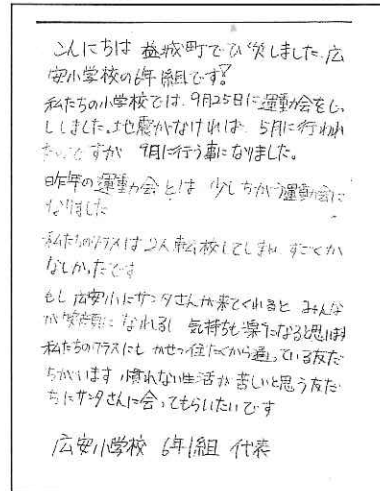 こんにちは 益城町でひ災しました 広
安小学校の6年1組です!
私たちの小学校では、9月25日に運動会をし
ました。地震がなければ 5月に行われ
ですが 9月に行う事になりました。
昨年の運動会とは 少しちがう運動会に
なりました
私たちのクラスは2人転校してしまい すごくか
なしかったです
もし広安小にサンタさんが来てくれると みんな
が笑顔に なれるし 気持ちも楽になると思います
私たちのクラスにも かせつ住たくから通っている友だ
ちがいます 慣れない生活が苦しいと思う友だ
ちにサンタさんに会ってもらいたいです
広安小学校 6年1組 代表